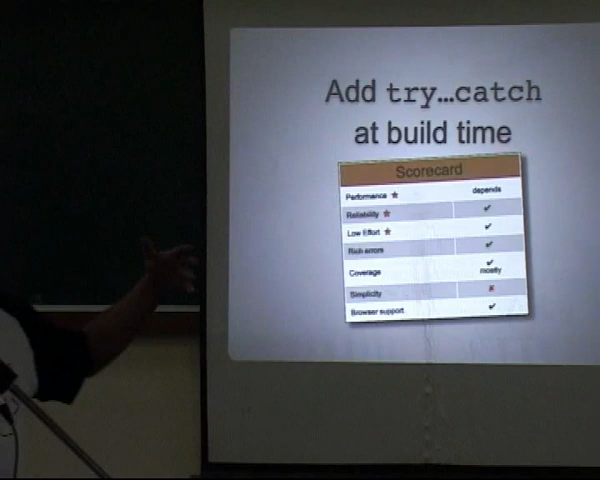 Add try…catch
at build time
Scorecard
Performance ★ depends
Reliability ★ ✔
Low Effort ★ ✔
Rich errors ✔
Coverage ✔ mostly
Simplicity ✘
Browser support ✔